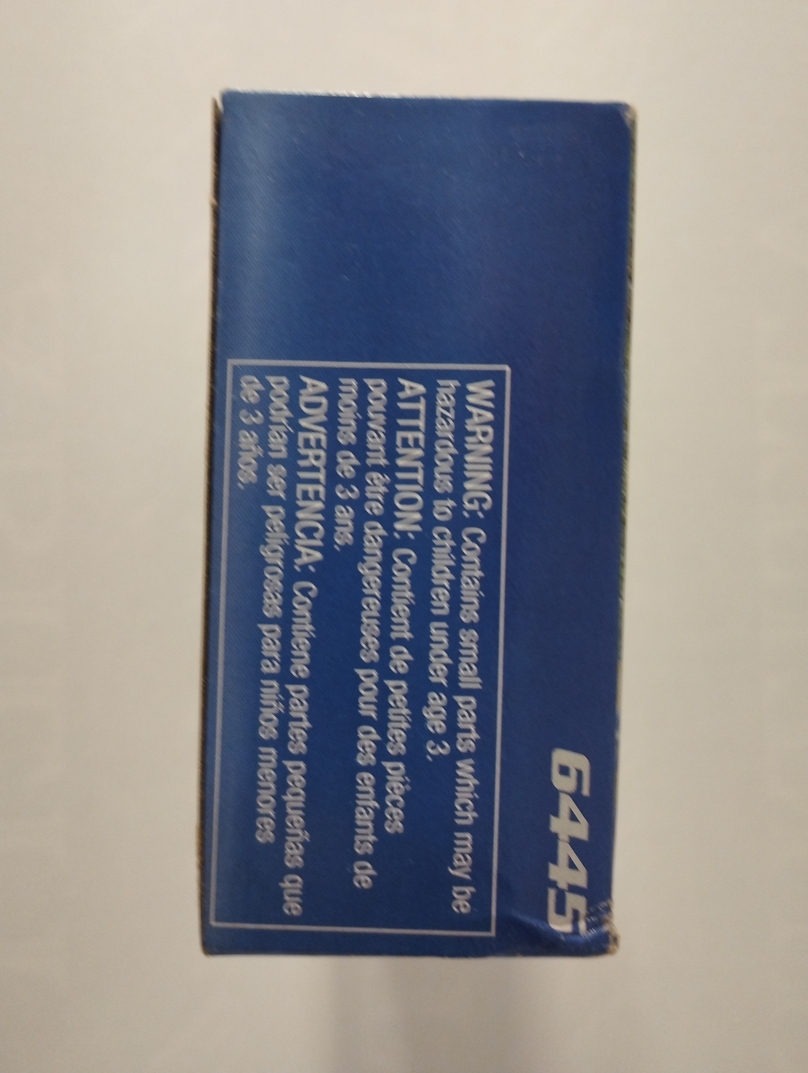 6445
WARNING: Contains small parts which may be
hazardous to children under age 3.
ATTENTION: Contient de petites pièces
pouvant être dangereuses pour des enfants de
moins de 3 ans.
ADVERTENCIA: Contiene partes pequeñas que
podrían ser peligrosas para niños menores
de 3 años.